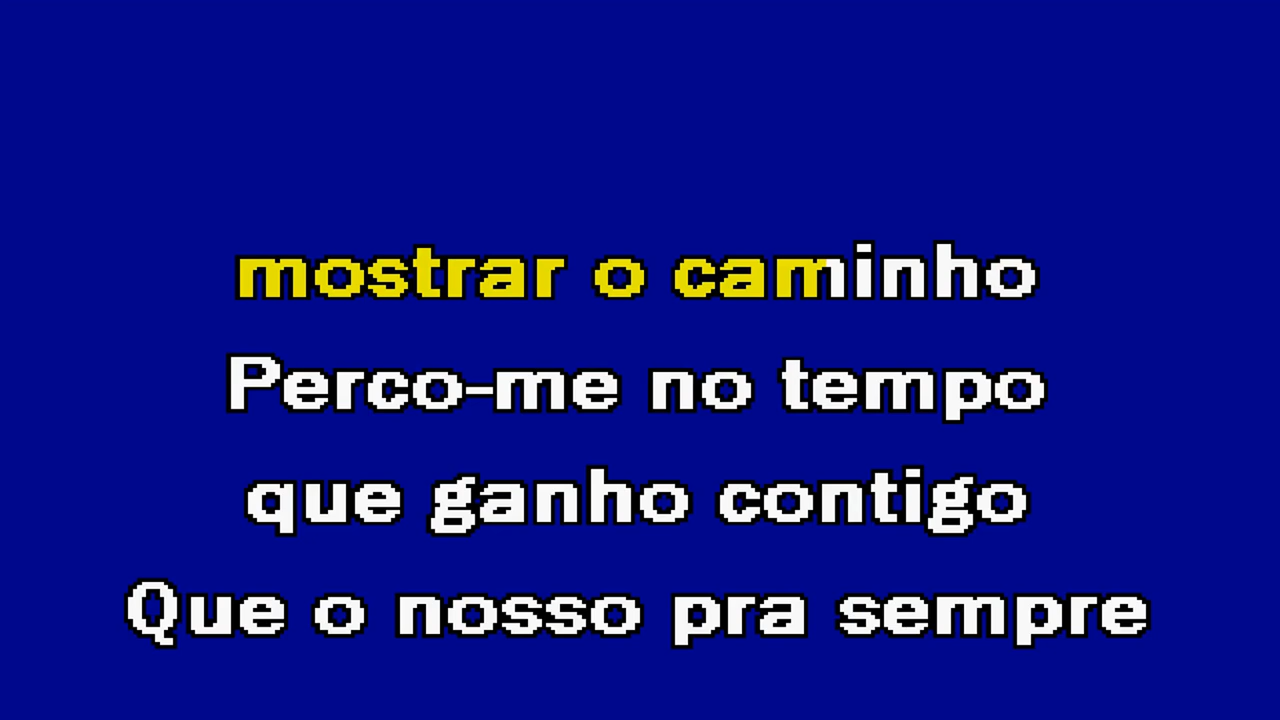 mostrar o caminho
Perco-me no tempo
que ganho contigo
Que o nosso pra sempre